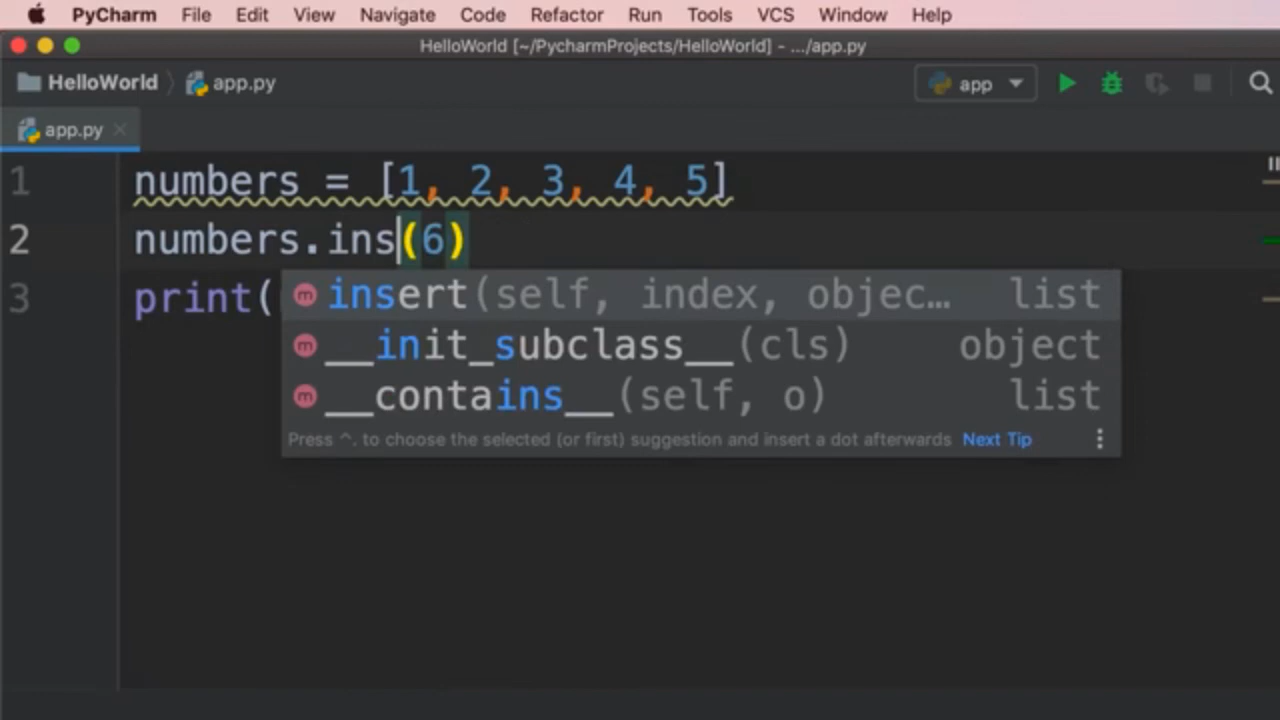 PyCharm File Edit View Navigate Code Refactor Run Tools VCS Window Help
HelloWorld [~/PycharmProjects/HelloWorld] - .../app.py
HelloWorld app.py app
app.py
1 numbers = [1, 2, 3, 4, 5]
2 numbers.ins(6)
3 print(
m insert(self, index, objec… list
m __init_subclass__(cls) object
m __contains__(self, o) list
Press ^. to choose the selected (or first) suggestion and insert a dot afterwards Next Tip